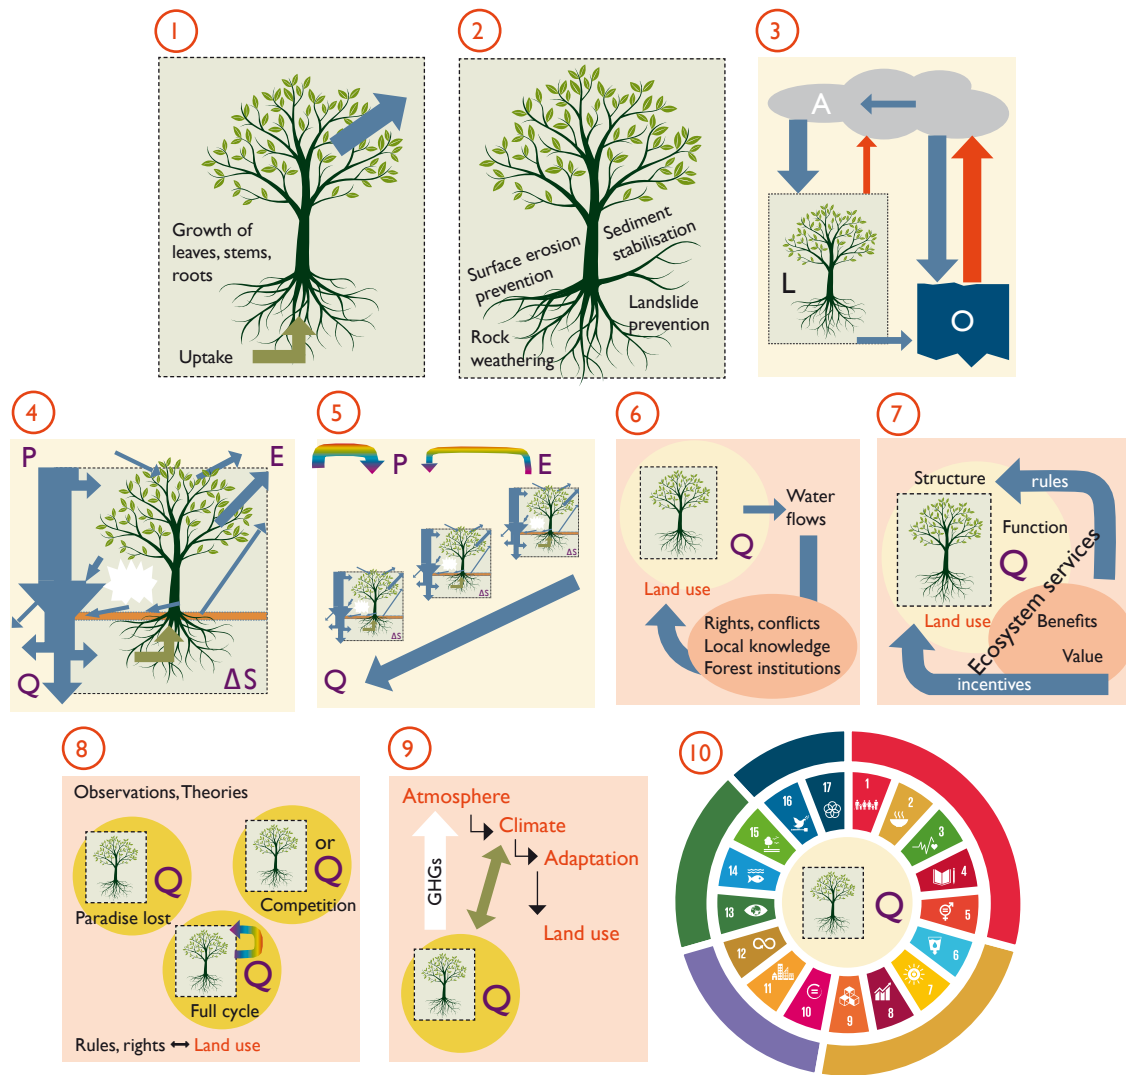 1
Growth of
leaves, stems,
roots
Uptake
2
Surface erosion
prevention
Sediment
stabilisation
Rock
weathering
Landslide
prevention
3
A
L
O
4
P
E
Q
ΔS
5
P
E
ΔS
ΔS
ΔS
Q
6
Q
Water
flows
Land use
Rights, conflicts
Local knowledge
Forest institutions
7
Structure
rules
Function
Q
Land use
Ecosystem services
Benefits
Value
incentives
8
Observations, Theories
Q
Paradise lost
or
Q
Competition
Q
Full cycle
Rules, rights ↔ Land use
9
Atmosphere
Climate
Adaptation
Land use
GHGs
Q
10
1
2
3
4
5
6
7
8
9
10
11
12
13
14
15
16
17
Q